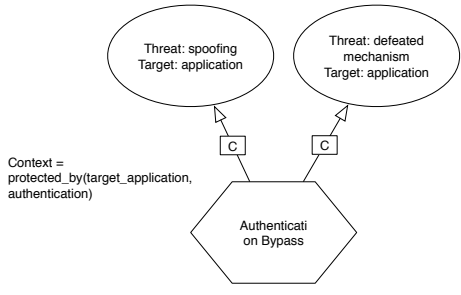 Threat: spoofing
Target: application
Threat: defeated
mechanism
Target: application
C
C
Context =
protected_by(target_application,
authentication)
Authenticati
on Bypass